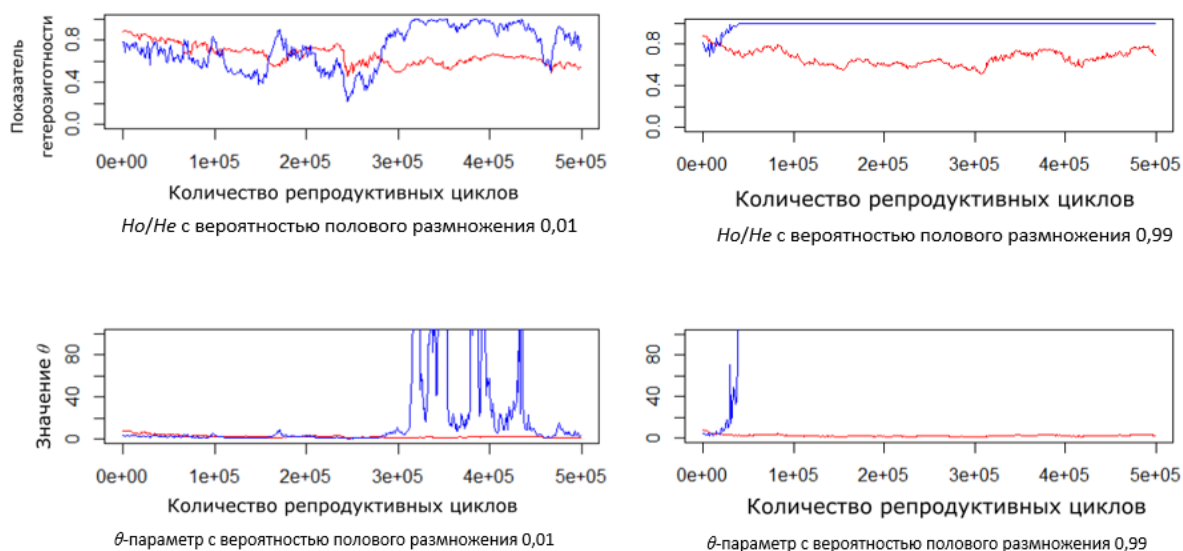 Показатель
гетерозиготности
0.0 0.4 0.8
0e+00 1e+05 2e+05 3e+05 4e+05 5e+05
Количество репродуктивных циклов
Ho/He с вероятностью полового размножения 0,01
0.0 0.4 0.8
0e+00 1e+05 2e+05 3e+05 4e+05 5e+05
Количество репродуктивных циклов
Ho/He с вероятностью полового размножения 0,99
Значение θ
0 40 80
0e+00 1e+05 2e+05 3e+05 4e+05 5e+05
Количество репродуктивных циклов
θ-параметр с вероятностью полового размножения 0,01
0 40 80
0e+00 1e+05 2e+05 3e+05 4e+05 5e+05
Количество репродуктивных циклов
θ-параметр с вероятностью полового размножения 0,99